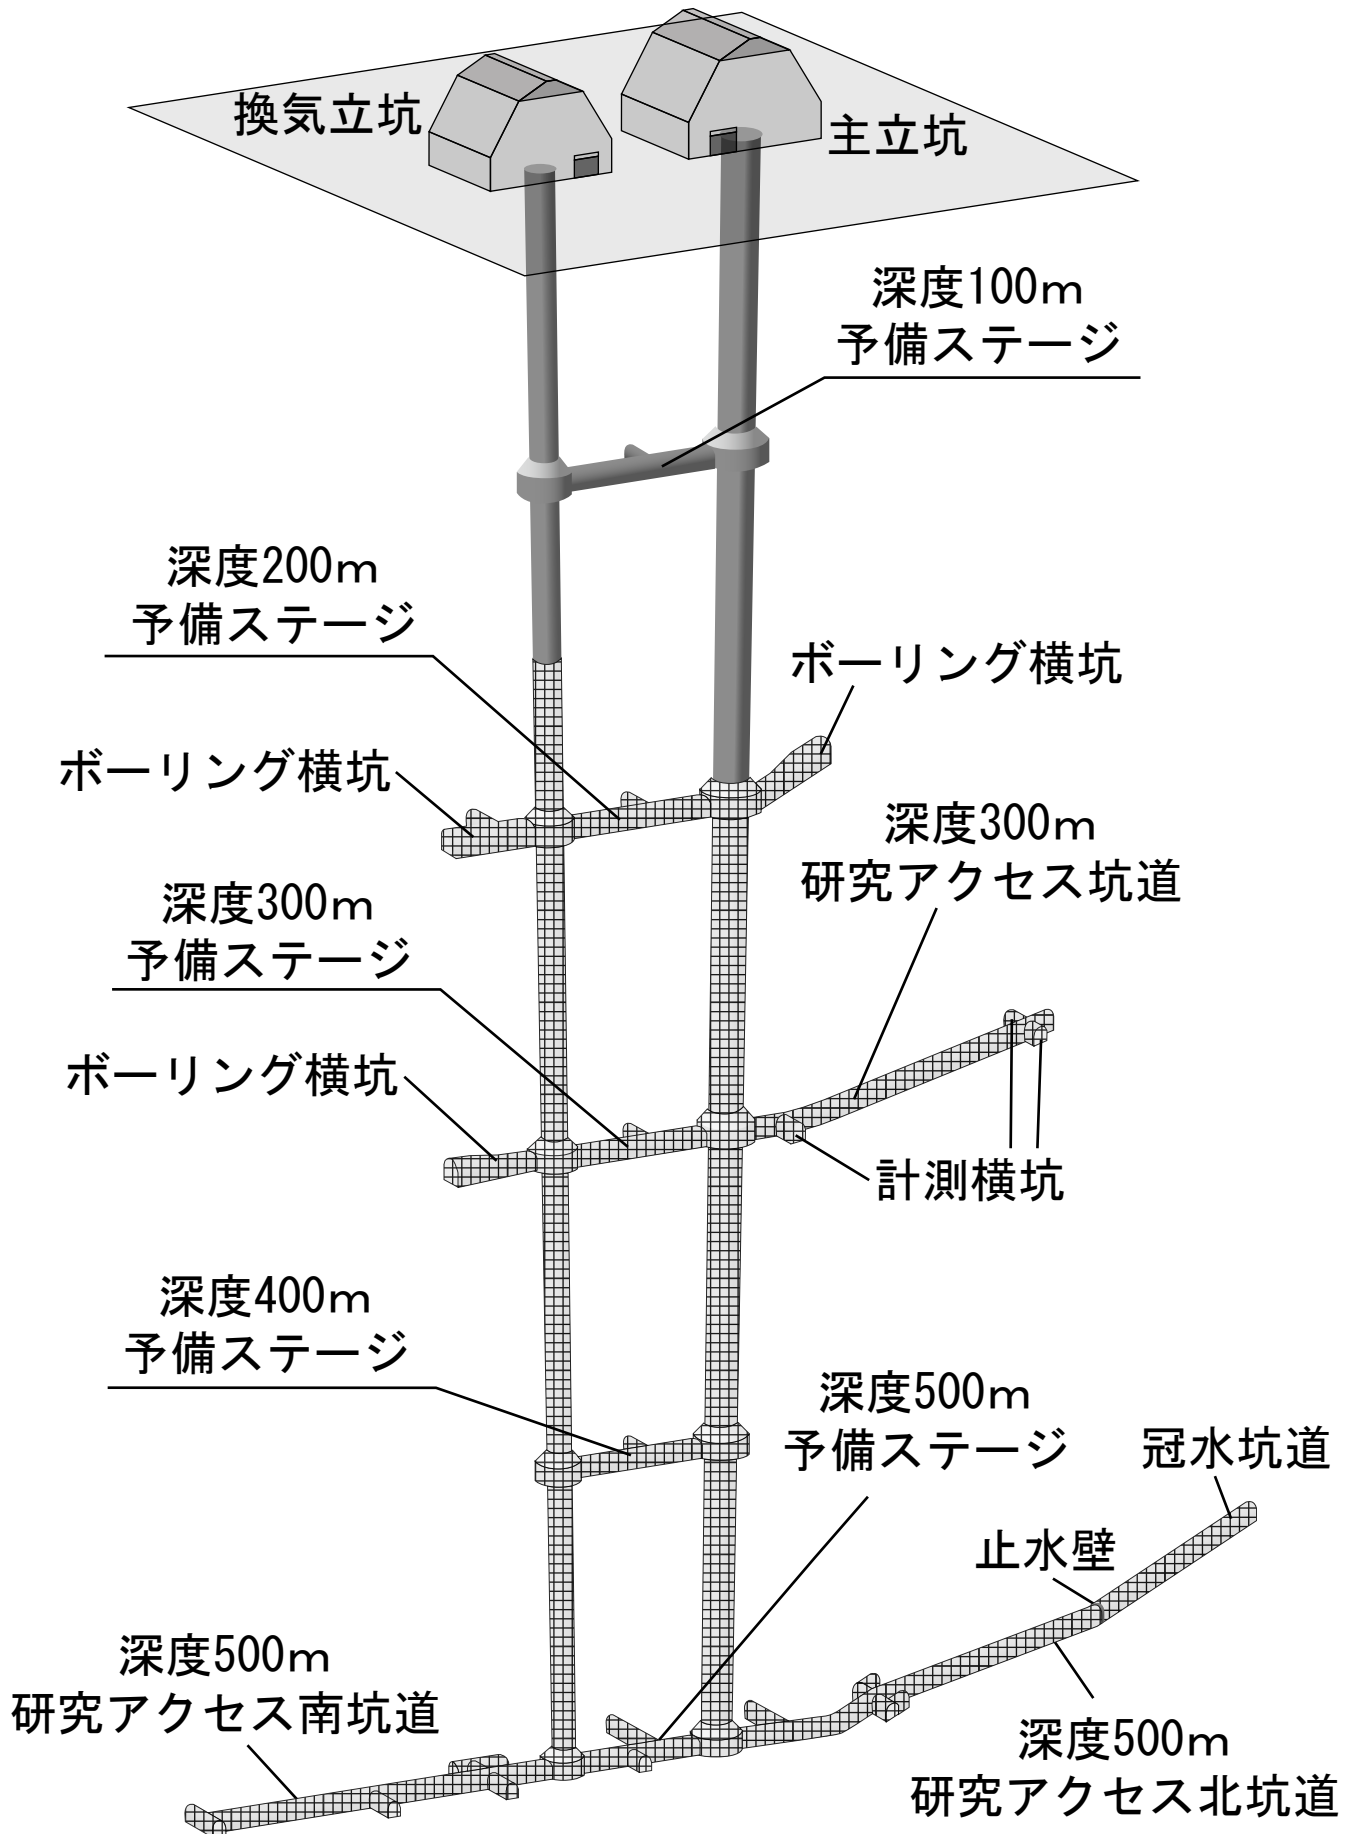 換気立坑
主立坑
深度100m
予備ステージ
深度200m
予備ステージ
ボーリング横坑
ボーリング横坑
深度300m
研究アクセス坑道
深度300m
予備ステージ
ボーリング横坑
計測横坑
深度400m
予備ステージ
深度500m
予備ステージ
冠水坑道
止水壁
深度500m
研究アクセス南坑道
深度500m
研究アクセス北坑道